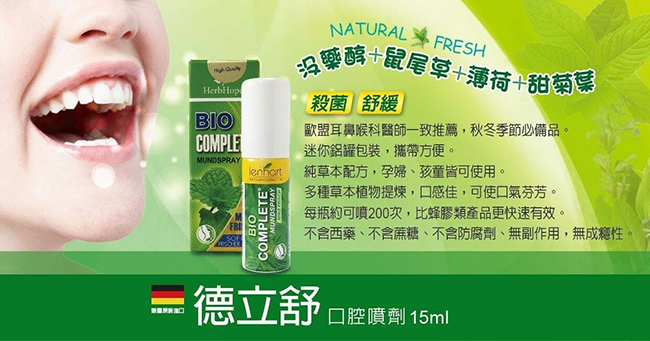 NATURAL FRESH
沒藥醇+鼠尾草+薄荷+甜菊葉
殺菌 舒緩
歐盟耳鼻喉科醫師一致推薦，秋冬季節必備品。
迷你鋁罐包裝，攜帶方便。
純草本配方，孕婦、孩童皆可使用。
多種草本植物提煉，口感佳，可使口氣芬芳。
每瓶約可噴200次，比蜂膠類產品更快速有效。
不含西藥、不含蔗糖、不含防腐劑、無副作用，無成癮性。
High Quality
HerbHope
BIO
COMPLET
MUNDSPRAY
lenhart
BIO
COMPLETE
MUNDSPRAY
德國原裝進口
德立舒 口腔噴劑 15ml